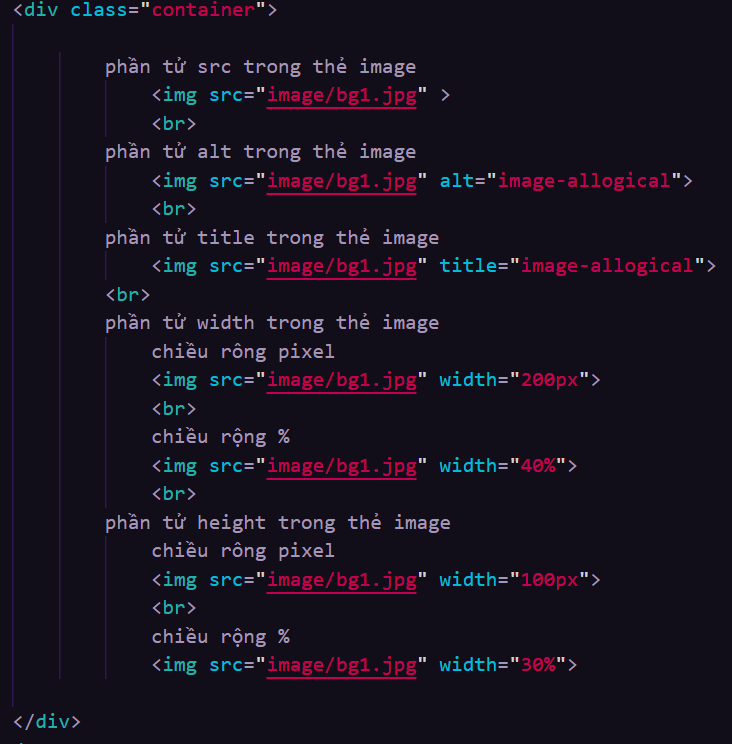 <div class="container">
phần tử src trong thẻ image
<img src="image/bg1.jpg" >
<br>
phần tử alt trong thẻ image
<img src="image/bg1.jpg" alt="image-allogical">
<br>
phần tử title trong thẻ image
<img src="image/bg1.jpg" title="image-allogical">
<br>
phần tử width trong thẻ image
chiều rông pixel
<img src="image/bg1.jpg" width="200px">
<br>
chiều rộng %
<img src="image/bg1.jpg" width="40%">
<br>
phần tử height trong thẻ image
chiều rông pixel
<img src="image/bg1.jpg" width="100px">
<br>
chiều rộng %
<img src="image/bg1.jpg" width="30%">
</div>